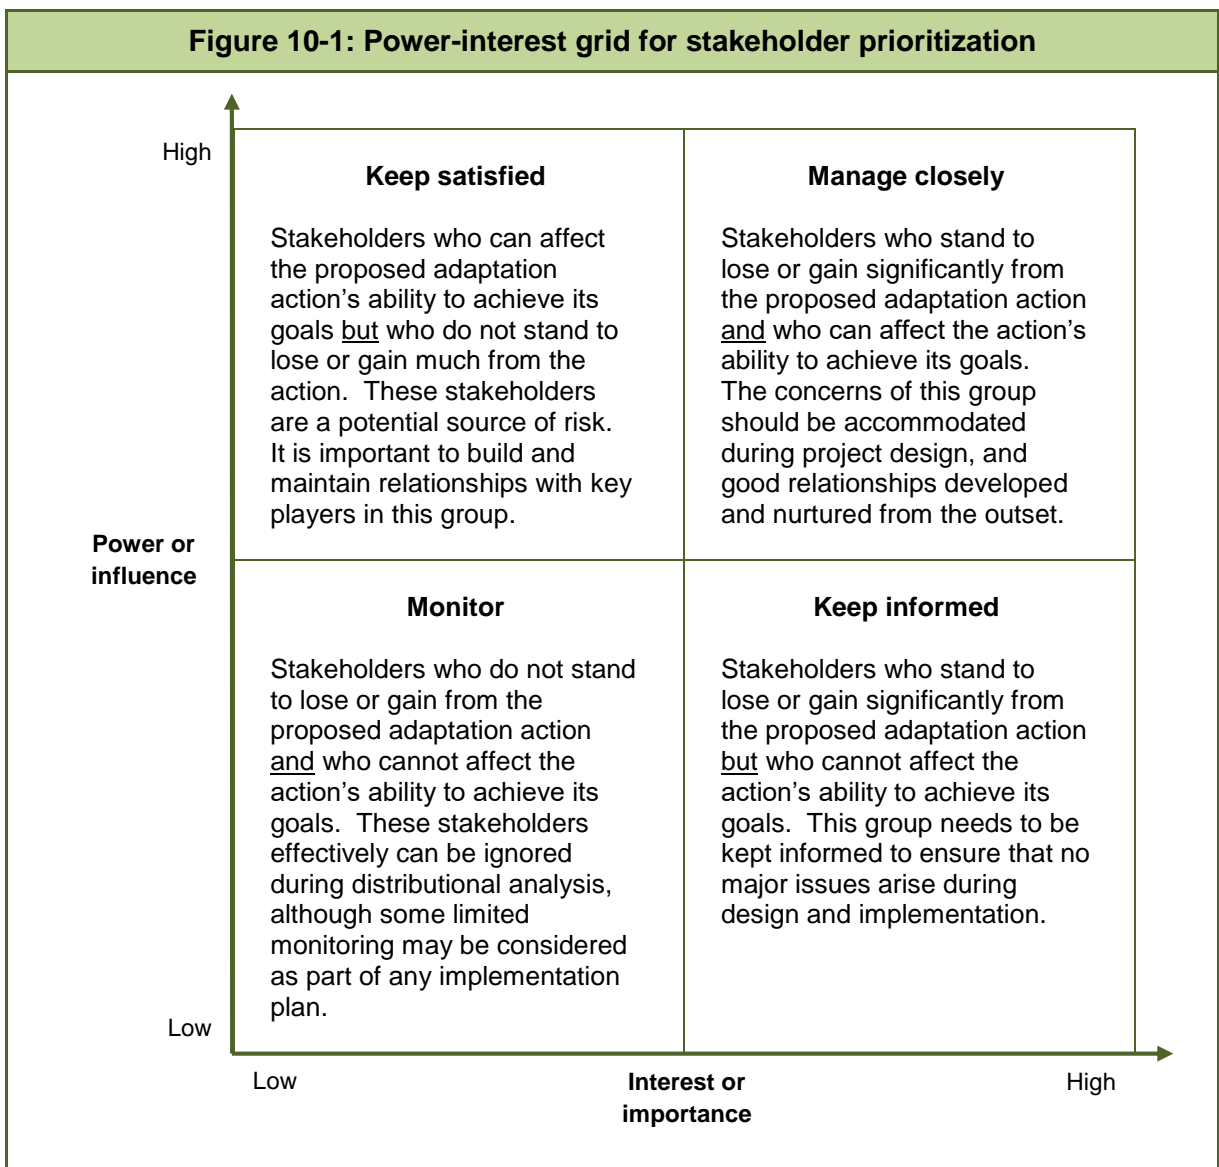 Figure 10-1: Power-interest grid for stakeholder prioritization
High
Keep satisfied
Stakeholders who can affect
the proposed adaptation
action’s ability to achieve its
goals but who do not stand to
lose or gain much from the
action.  These stakeholders
are a potential source of risk.
It is important to build and
maintain relationships with key
players in this group.
Manage closely
Stakeholders who stand to
lose or gain significantly from
the proposed adaptation action
and who can affect the action’s
ability to achieve its goals.
The concerns of this group
should be accommodated
during project design, and
good relationships developed
and nurtured from the outset.
Power or
influence
Monitor
Stakeholders who do not stand
to lose or gain from the
proposed adaptation action
and who cannot affect the
action’s ability to achieve its
goals.  These stakeholders
effectively can be ignored
during distributional analysis,
although some limited
monitoring may be considered
as part of any implementation
plan.
Keep informed
Stakeholders who stand to
lose or gain significantly from
the proposed adaptation action
but who cannot affect the
action’s ability to achieve its
goals.  This group needs to be
kept informed to ensure that no
major issues arise during
design and implementation.
Low
Low
Interest or
importance
High